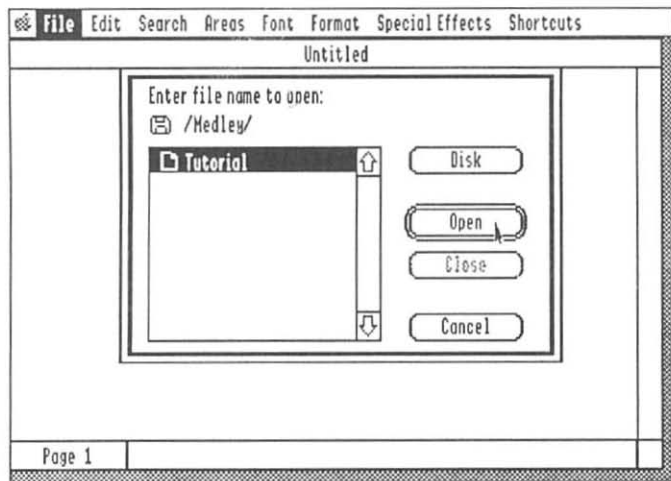 File Edit Search Areas Font Format Special Effects Shortcuts
Untitled
Enter file name to open:
/Medley/
Tutorial
Disk
Open
Close
Cancel
Page 1